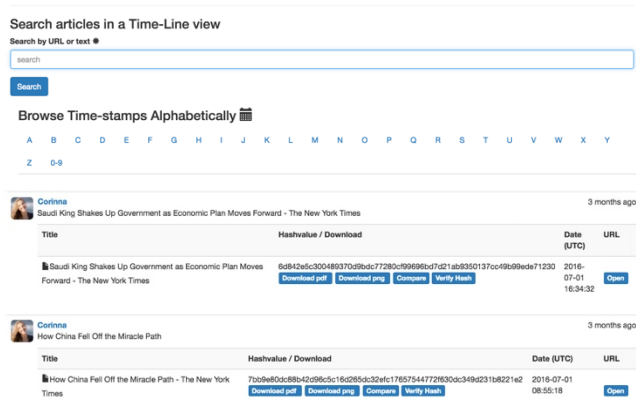 Search articles in a Time-Line view
Search by URL or text
search
Search
Browse Time-stamps Alphabetically
A B C D E F G H I J K L M N O P Q R S T U V W X Y
Z 0-9
Corinna 3 months ago
Saudi King Shakes Up Government as Economic Plan Moves Forward - The New York Times
Title Hashvalue / Download Date (UTC) URL
Saudi King Shakes Up Government as Economic Plan Moves Forward - The New York Times
6d842e5c300489370d9bdc77280cf99696bd7d21ab9350137cc49b99ede71230
Download pdf Download png Compare Verify Hash
2016-07-01 16:34:32
Open
Corinna 3 months ago
How China Fell Off the Miracle Path
Title Hashvalue / Download Date (UTC) URL
How China Fell Off the Miracle Path - The New York Times
7bb9e80dc88b42d96c5c16d265dc32efc17657544772f630dc349d231b8221e2
Download pdf Download png Compare Verify Hash
2016-07-01 08:55:18
Open